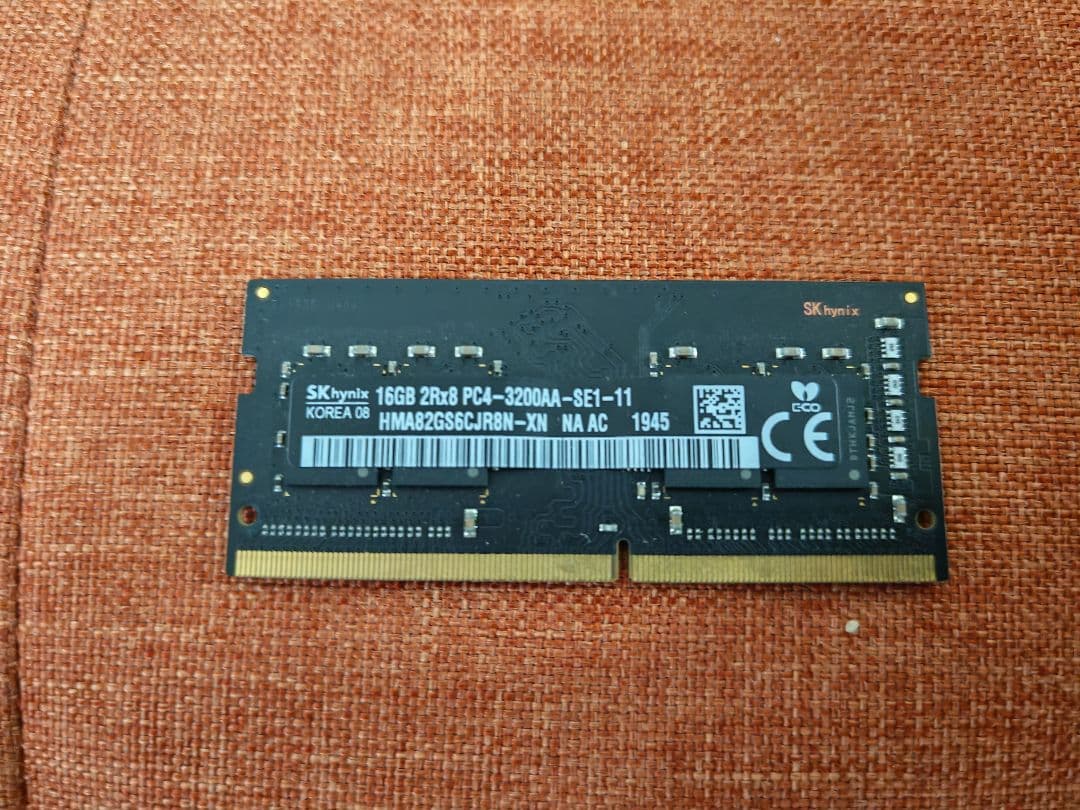 SK hynix
SK hynix 16GB 2Rx8 PC4-3200AA-SE1-11
KOREA 08 HMA82GS6CJR8N-XN NA AC 1945
ECO
CE